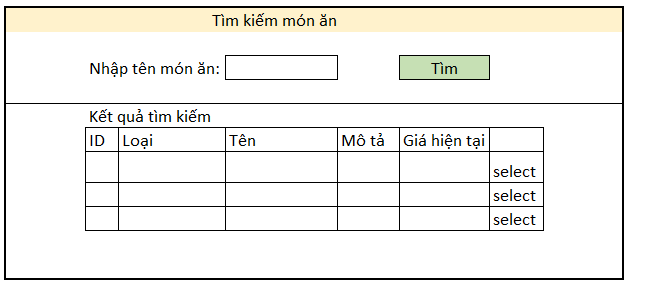 Tìm kiếm món ăn
Nhập tên món ăn: Tìm
Kết quả tìm kiếm
ID Loại Tên Mô tả Giá hiện tại
select
select
select